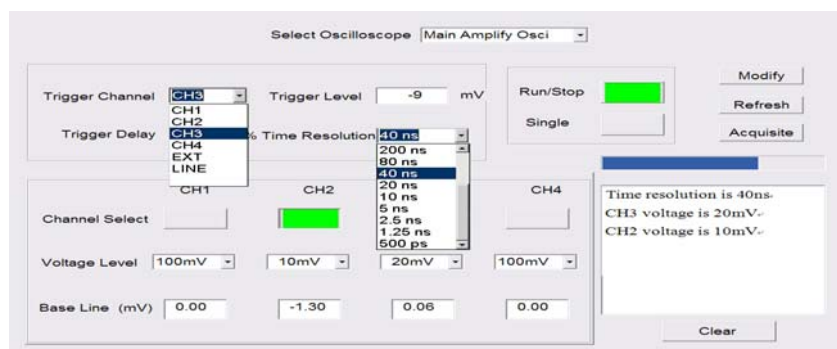 Select Oscilloscope Main Amplify Osci
Trigger Channel CH3 Trigger Level -9 mV Run/Stop Modify
CH1
CH2
CH3
CH4
EXT
LINE
Trigger Delay % Time Resolution 40 ns Single Refresh
200 ns
80 ns
40 ns
20 ns
10 ns
5 ns
2.5 ns
1.25 ns
500 ps
Acquisite
CH1 CH2 CH4
Channel Select
Voltage Level 100mV 10mV 20mV 100mV
Base Line (mV) 0.00 -1.30 0.06 0.00
Time resolution is 40ns
CH3 voltage is 20mV
CH2 voltage is 10mV
Clear